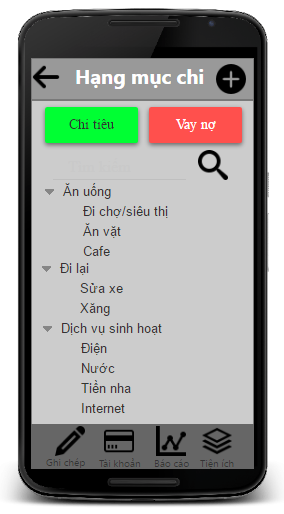 Hạng mục chi
Chi tiêu Vay nợ
Ăn uống
Đi chợ/siêu thị
Ăn vặt
Cafe
Đi lại
Sửa xe
Xăng
Dịch vụ sinh hoạt
Điện
Nước
Tiền nha
Internet
Ghi chép Tài khoản Báo cáo Tiện ích